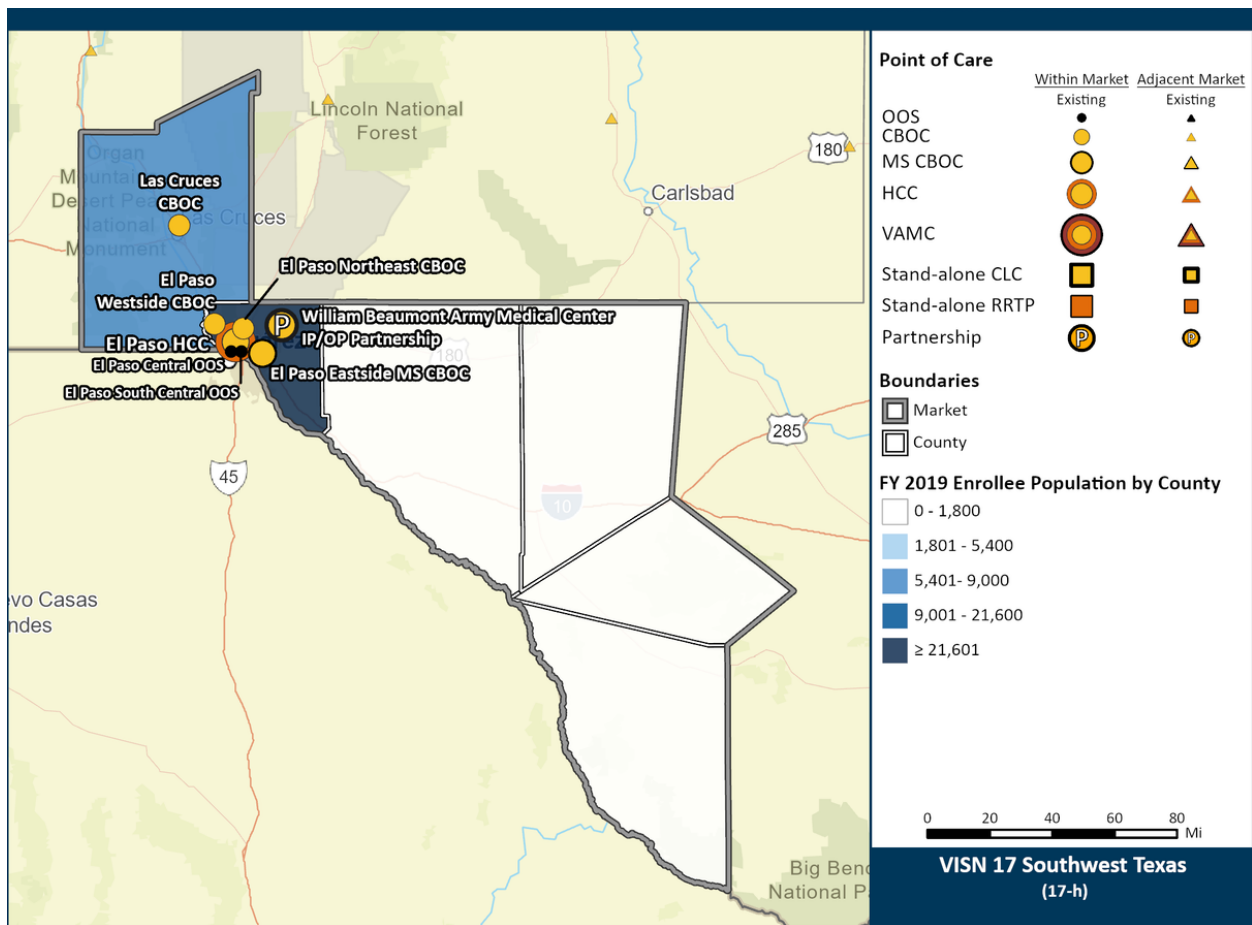 Lincoln National
Forest
180
Carlsbad
Organ
Desert
National
Monument
Las Cruces
CBOC
Cruces
El Paso Northeast CBOC
El Paso
Westside CBOC
William Beaumont Army Medical Center
IP/OP Partnership
P
El Paso HCC
El Paso Central OOS
El Paso South Central OOS
El Paso Eastside MS CBOC
180
285
45
10
evo Casas
ndes
Big Bend
National P
Point of Care
Within Market Adjacent Market
Existing Existing
OOS
CBOC
MS CBOC
HCC
VAMC
Stand-alone CLC
Stand-alone RRTP
Partnership P P
Boundaries
Market
County
FY 2019 Enrollee Population by County
0 - 1,800
1,801 - 5,400
5,401- 9,000
9,001 - 21,600
≥ 21,601
0 20 40 60 80
Mi
VISN 17 Southwest Texas
(17-h)